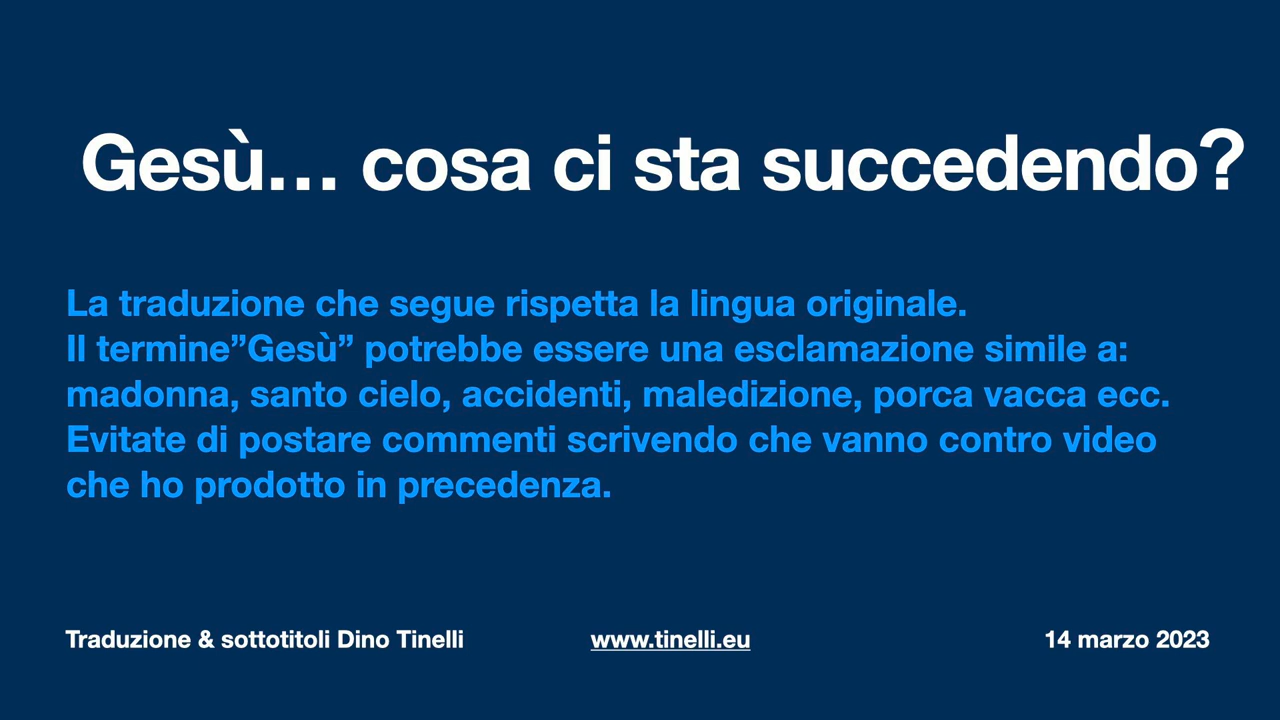 Gesù… cosa ci sta succedendo?
La traduzione che segue rispetta la lingua originale.
Il termine”Gesù” potrebbe essere una esclamazione simile a:
madonna, santo cielo, accidenti, maledizione, porca vacca ecc.
Evitate di postare commenti scrivendo che vanno contro video
che ho prodotto in precedenza.
Traduzione & sottotitoli Dino Tinelli
www.tinelli.eu
14 marzo 2023